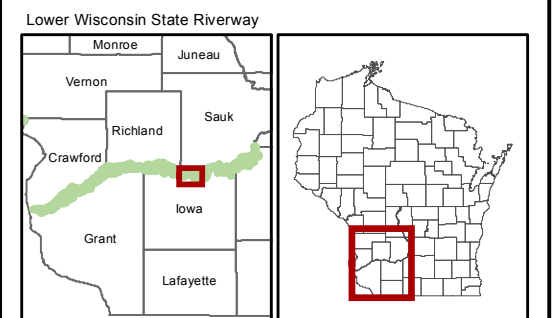 Lower Wisconsin State Riverway
Monroe
Juneau
Vernon
Sauk
Richland
Crawford
Iowa
Grant
Lafayette